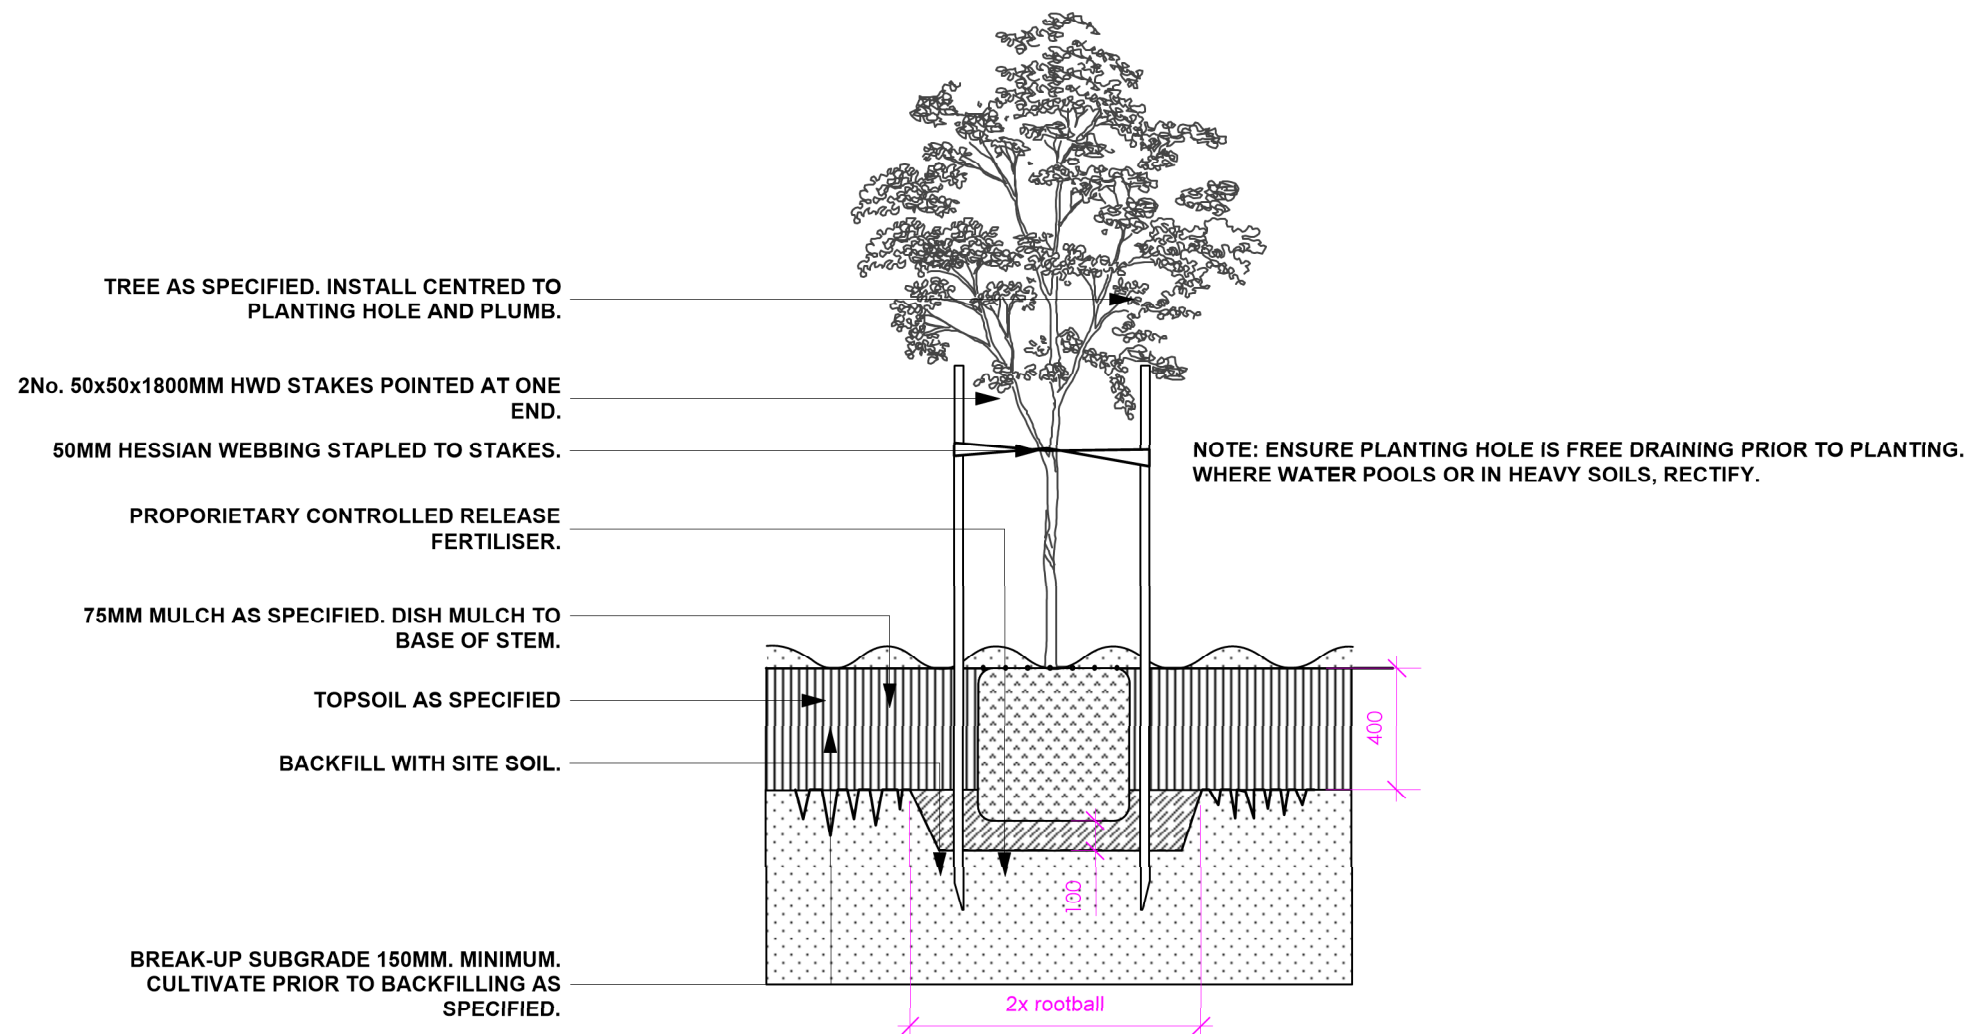 TREE AS SPECIFIED. INSTALL CENTRED TO
PLANTING HOLE AND PLUMB.
2No. 50x50x1800MM HWD STAKES POINTED AT ONE
END.
50MM HESSIAN WEBBING STAPLED TO STAKES.
NOTE: ENSURE PLANTING HOLE IS FREE DRAINING PRIOR TO PLANTING.
WHERE WATER POOLS OR IN HEAVY SOILS, RECTIFY.
PROPORIETARY CONTROLLED RELEASE
FERTILISER.
75MM MULCH AS SPECIFIED. DISH MULCH TO
BASE OF STEM.
TOPSOIL AS SPECIFIED
400
BACKFILL WITH SITE SOIL.
100
BREAK-UP SUBGRADE 150MM. MINIMUM.
CULTIVATE PRIOR TO BACKFILLING AS
SPECIFIED.
2x rootball